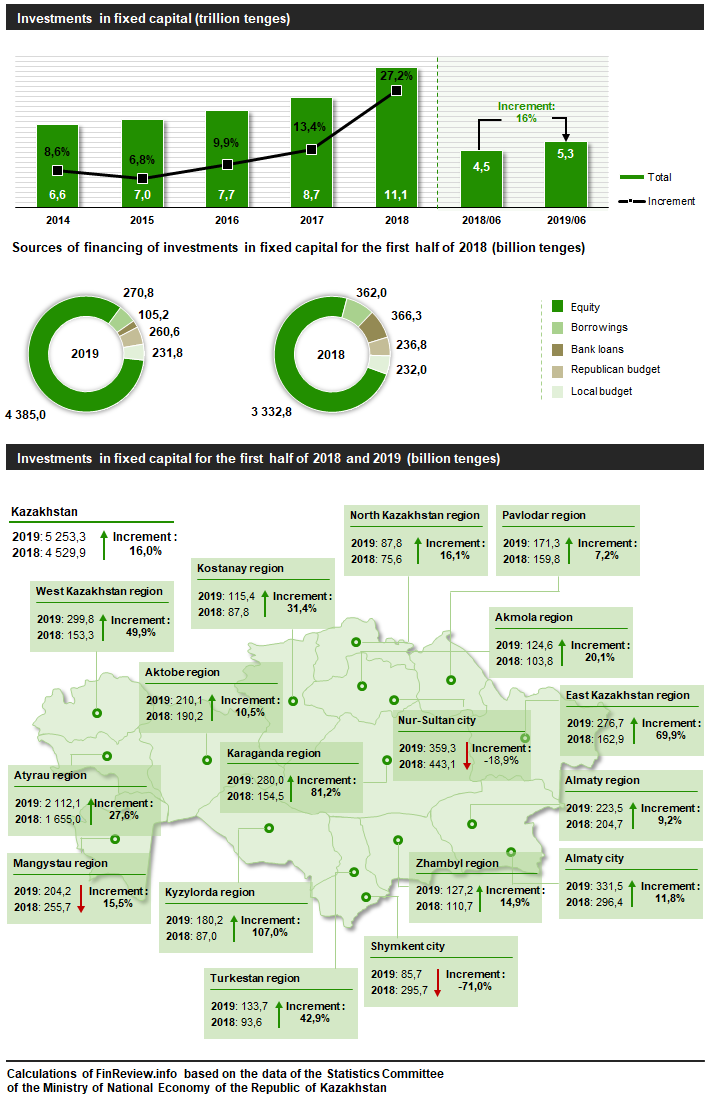 Investments in fixed capital (trillion tenges)
27,2%
13,4%
9,9%
6,8%
8,6%
6,6
7,0
7,7
8,7
11,1
Increment:
16%
4,5
5,3
2014
2015
2016
2017
2018
2018/06
2019/06
Total
Increment
Sources of financing of investments in fixed capital for the first half of 2018 (billion tenges)
270,8
105,2
260,6
231,8
4 385,0
2019
362,0
366,3
236,8
232,0
3 332,8
2018
Equity
Borrowings
Bank loans
Republican budget
Local budget
Investments in fixed capital for the first half of 2018 and 2019 (billion tenges)
Kazakhstan
2019: 5 253,3
2018: 4 529,9
Increment:
16,0%
North Kazakhstan region
2019: 87,8
2018: 75,6
Increment:
16,1%
Pavlodar region
2019: 171,3
2018: 159,8
Increment:
7,2%
Kostanay region
2019: 115,4
2018: 87,8
Increment:
31,4%
West Kazakhstan region
2019: 299,8
2018: 153,3
Increment:
49,9%
Akmola region
2019: 124,6
2018: 103,8
Increment:
20,1%
Aktobe region
2019: 210,1
2018: 190,2
Increment:
10,5%
East Kazakhstan region
2019: 276,7
2018: 162,9
Increment:
69,9%
Nur-Sultan city
2019: 359,3
2018: 443,1
Increment:
-18,9%
Karaganda region
2019: 280,0
2018: 154,5
Increment:
81,2%
Atyrau region
2019: 2 112,1
2018: 1 655,0
Increment:
27,6%
Almaty region
2019: 223,5
2018: 204,7
Increment:
9,2%
Mangystau region
2019: 204,2
2018: 255,7
Increment:
15,5%
Zhambyl region
2019: 127,2
2018: 110,7
Increment:
14,9%
Almaty city
2019: 331,5
2018: 296,4
Increment:
11,8%
Kyzylorda region
2019: 180,2
2018: 87,0
Increment:
107,0%
Shymkent city
2019: 85,7
2018: 295,7
Increment:
-71,0%
Turkestan region
2019: 133,7
2018: 93,6
Increment:
42,9%
Calculations of FinReview.info based on the data of the Statistics Committee
of the Ministry of National Economy of the Republic of Kazakhstan